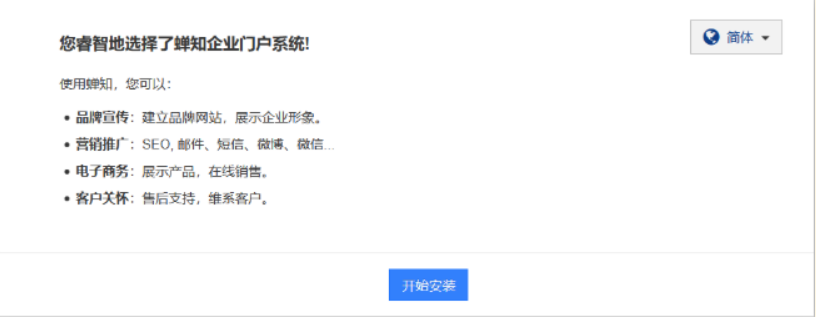 您睿智地选择了蝉知企业门户系统!
简体
使用蝉知，您可以：
品牌宣传：建立品牌网站，展示企业形象。
营销推广：SEO, 邮件、短信、微博、微信...
电子商务：展示产品，在线销售。
客户关怀：售后支持，维系客户。
开始安装